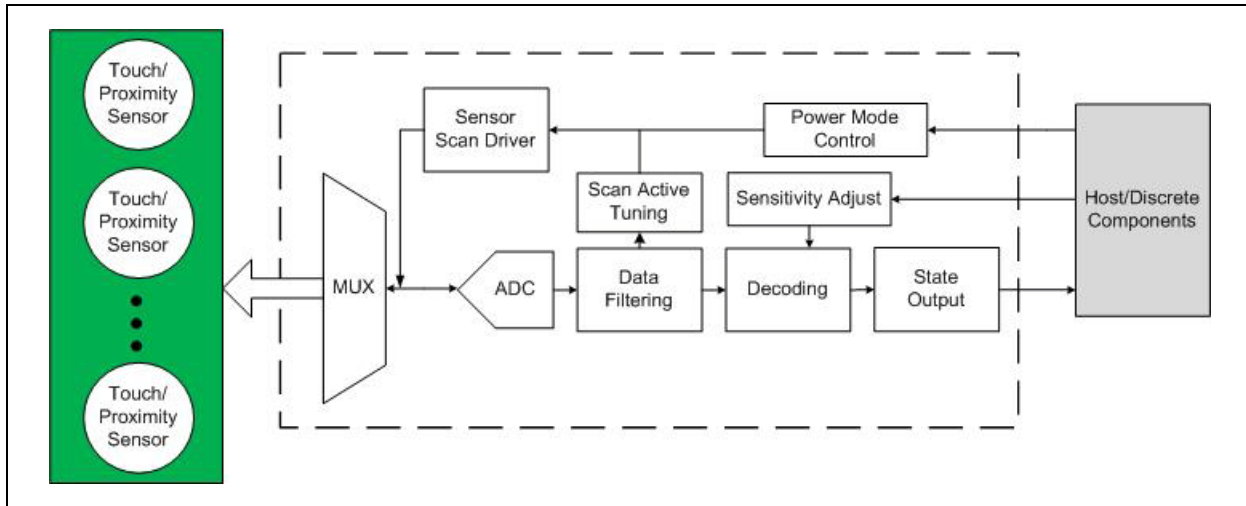 Touch/
Proximity
Sensor
Touch/
Proximity
Sensor
Touch/
Proximity
Sensor
MUX
Sensor
Scan Driver
Power Mode
Control
Scan Active
Tuning
Sensitivity Adjust
ADC
Data
Filtering
Decoding
State
Output
Host/Discrete
Components